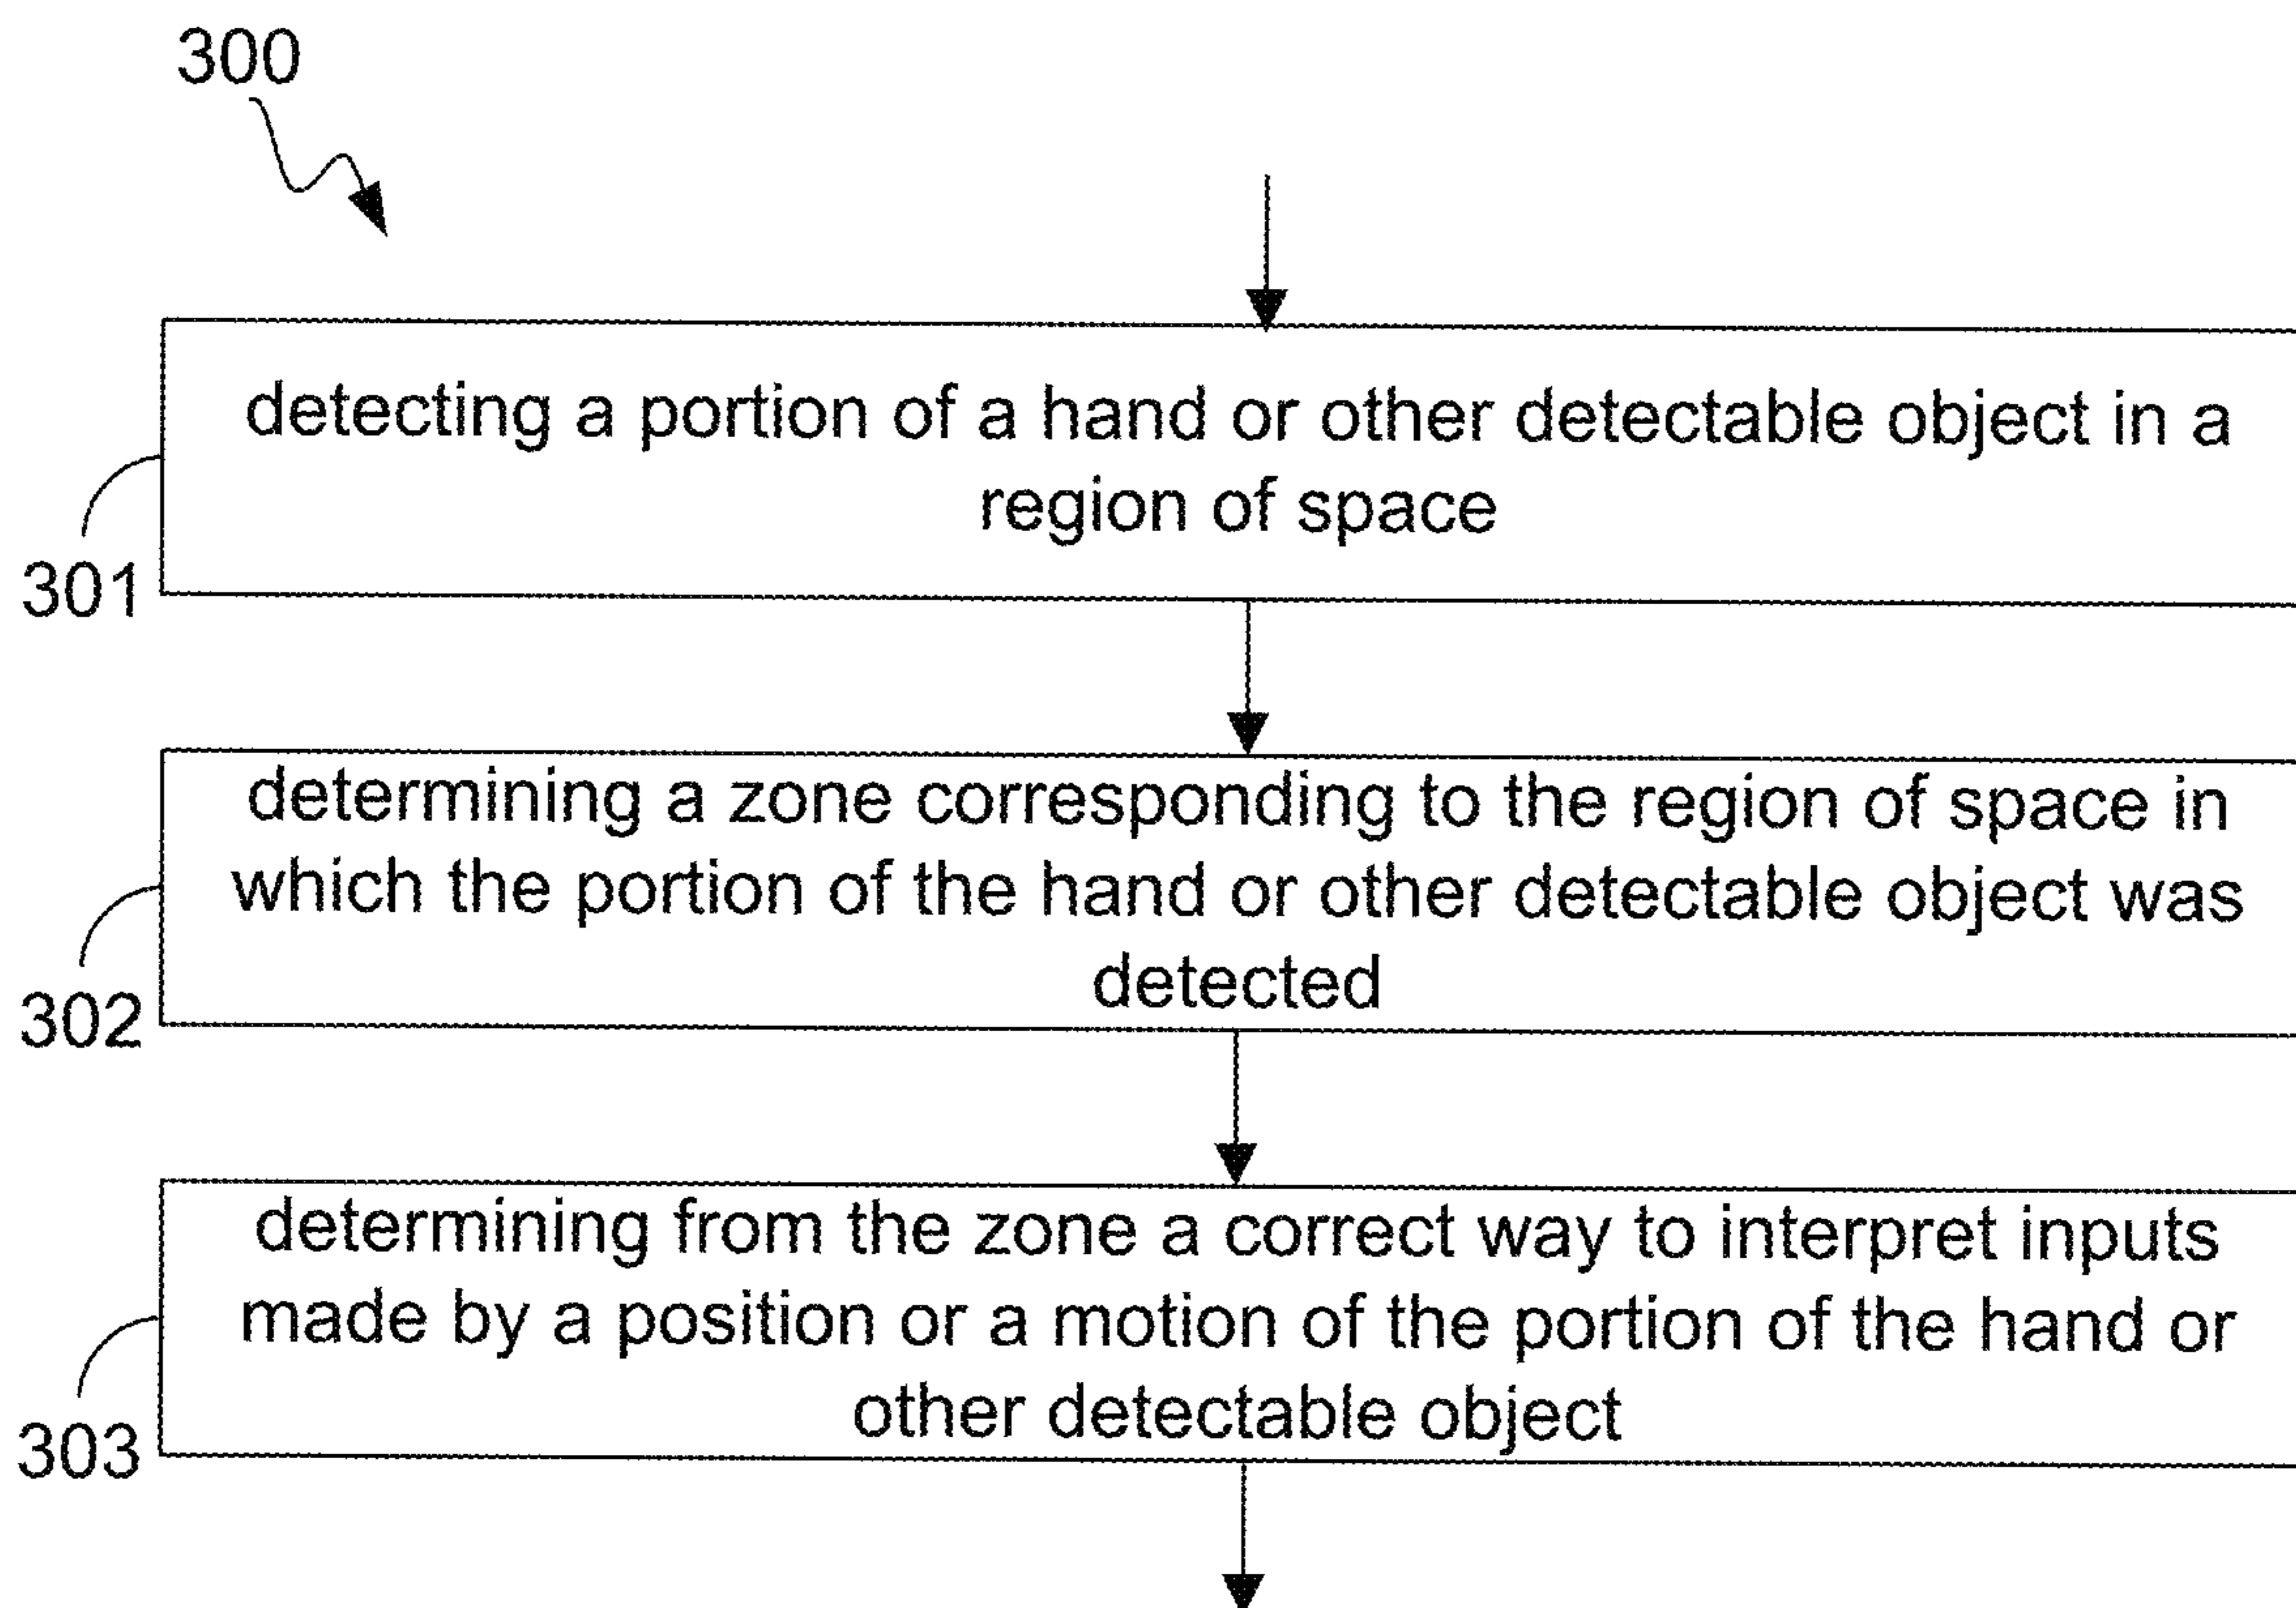 300
detecting a portion of a hand or other detectable object in a
region of space
301
determining a zone corresponding to the region of space in
which the portion of the hand or other detectable object was
detected
302
determining from the zone a correct way to interpret inputs
made by a position or a motion of the portion of the hand or
other detectable object
303